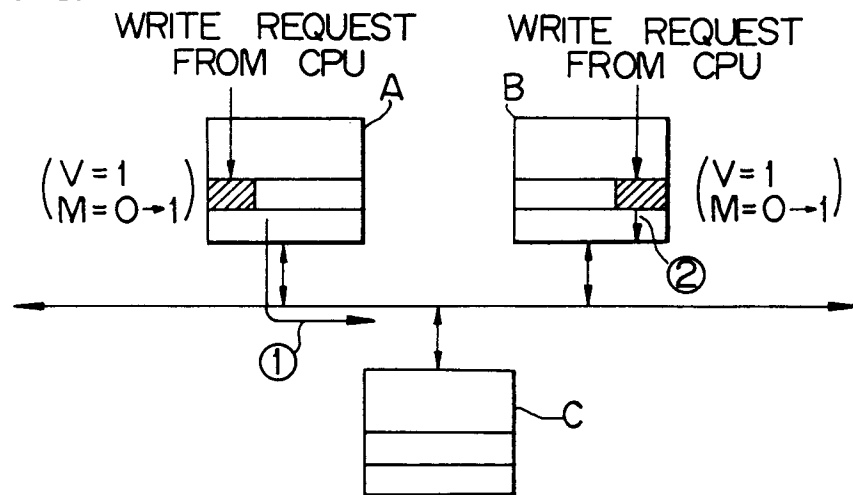 WRITE REQUEST
FROM CPU
WRITE REQUEST
FROM CPU
A
B
(V=1
M=0→1)
(V=1
M=0→1)
②
①
C